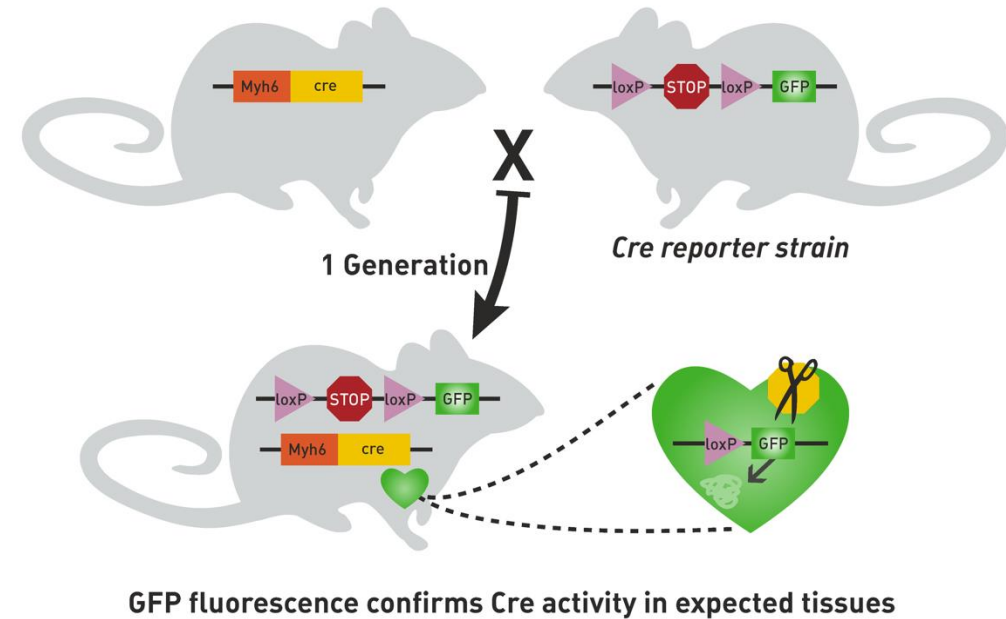 Myh6 cre
loxP STOP loxP GFP
X
Cre reporter strain
1 Generation
loxP STOP loxP GFP
Myh6 cre
loxP GFP
GFP fluorescence confirms Cre activity in expected tissues